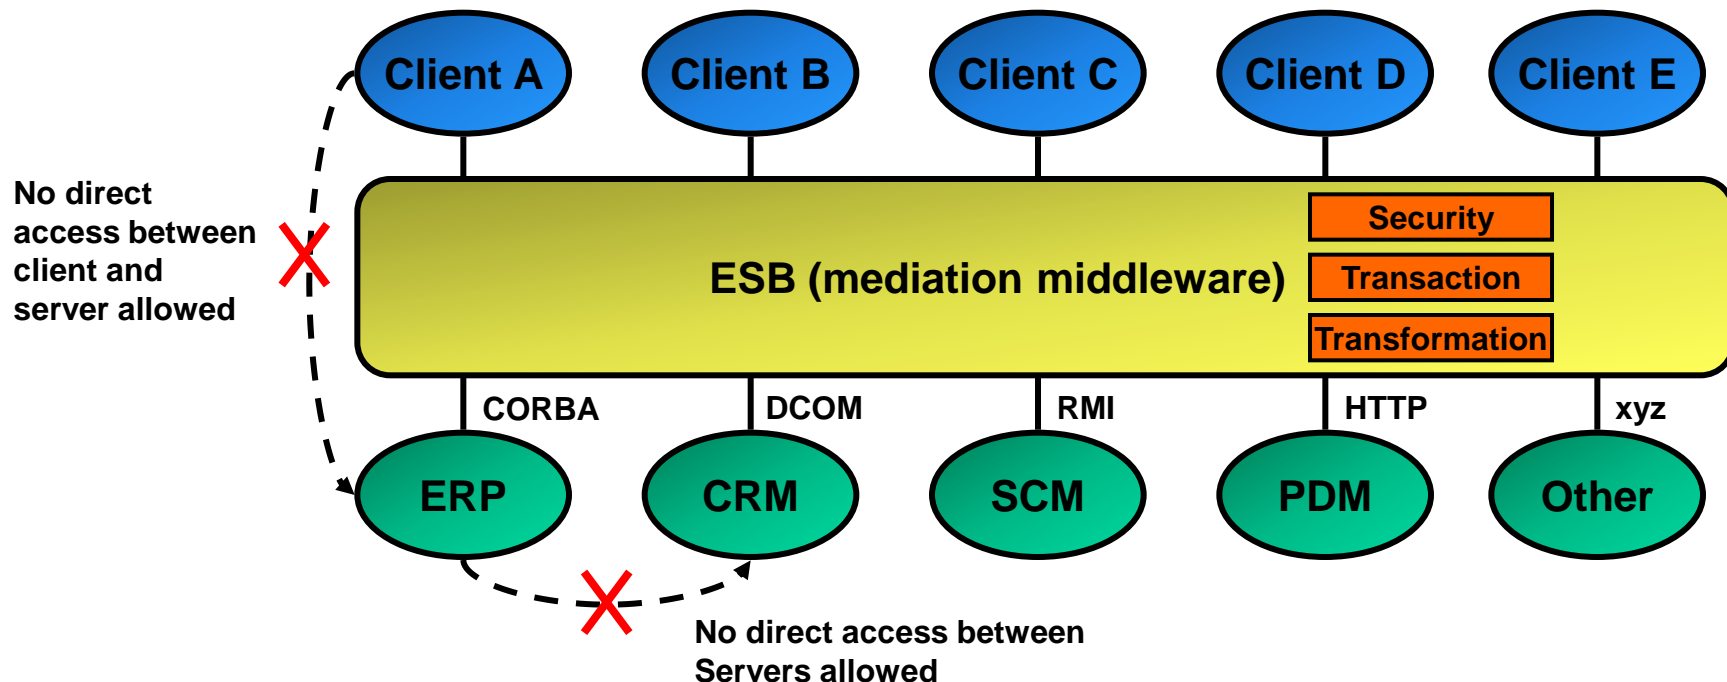 Client A
Client B
Client C
Client D
Client E
No direct
access between
client and
server allowed
ESB (mediation middleware)
Security
Transaction
Transformation
CORBA
DCOM
RMI
HTTP
xyz
ERP
CRM
SCM
PDM
Other
No direct access between
Servers allowed